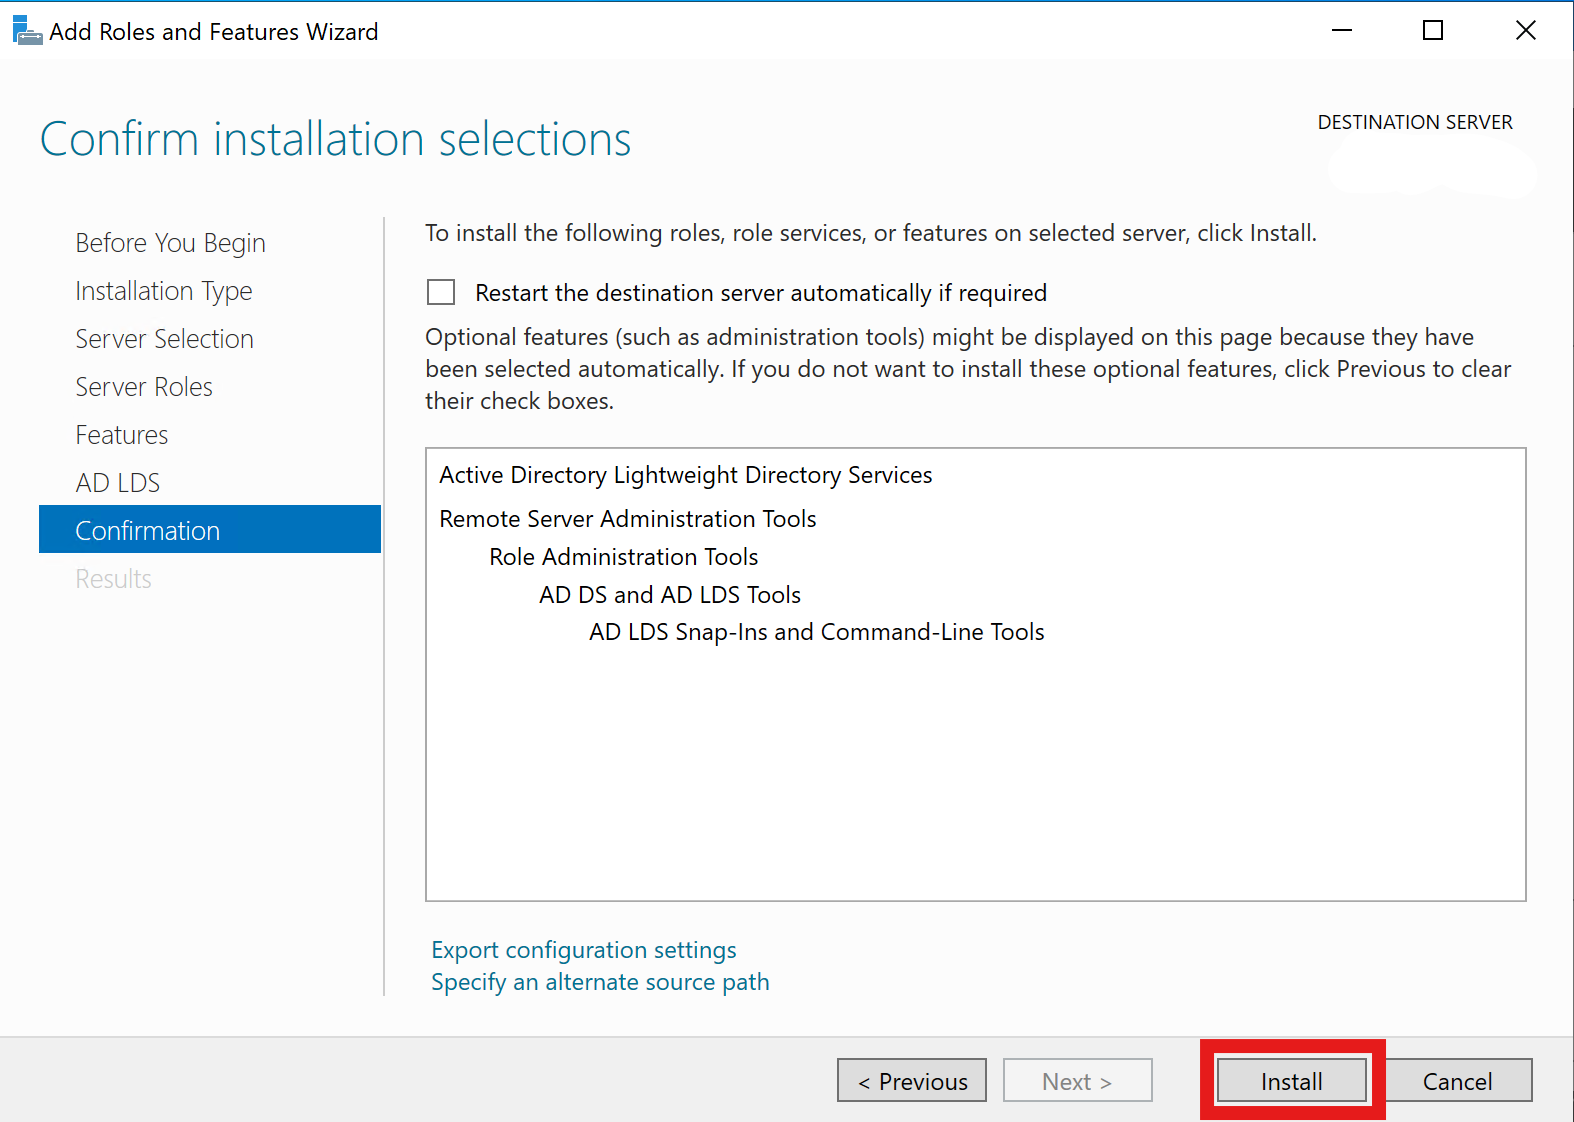 Add Roles and Features Wizard
Confirm installation selections
DESTINATION SERVER
Before You Begin
Installation Type
Server Selection
Server Roles
Features
AD LDS
Confirmation
Results
To install the following roles, role services, or features on selected server, click Install.
Restart the destination server automatically if required
Optional features (such as administration tools) might be displayed on this page because they have
been selected automatically. If you do not want to install these optional features, click Previous to clear
their check boxes.
Active Directory Lightweight Directory Services
Remote Server Administration Tools
Role Administration Tools
AD DS and AD LDS Tools
AD LDS Snap-Ins and Command-Line Tools
Export configuration settings
Specify an alternate source path
< Previous
Next >
Install
Cancel